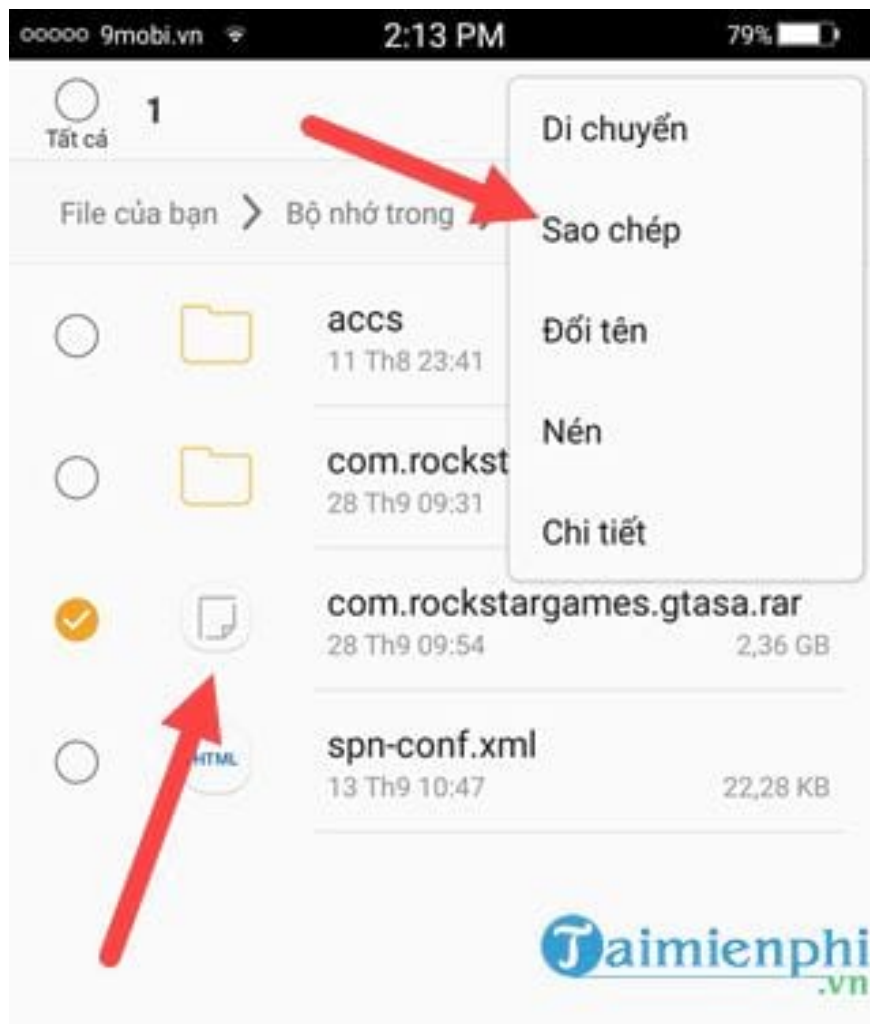 ooooo 9mobi.vn 2:13 PM 79%
Tất cả
1
Di chuyển
File của bạn > Bộ nhớ trong
Sao chép
accs
11 Th8 23:41
Đổi tên
com.rockst
28 Th9 09:31
Nén
Chi tiết
com.rockstargames.gtasa.rar
28 Th9 09:54 2,36 GB
HTML
spn-conf.xml
13 Th9 10:47 22,28 KB
Taimienphi
.vn